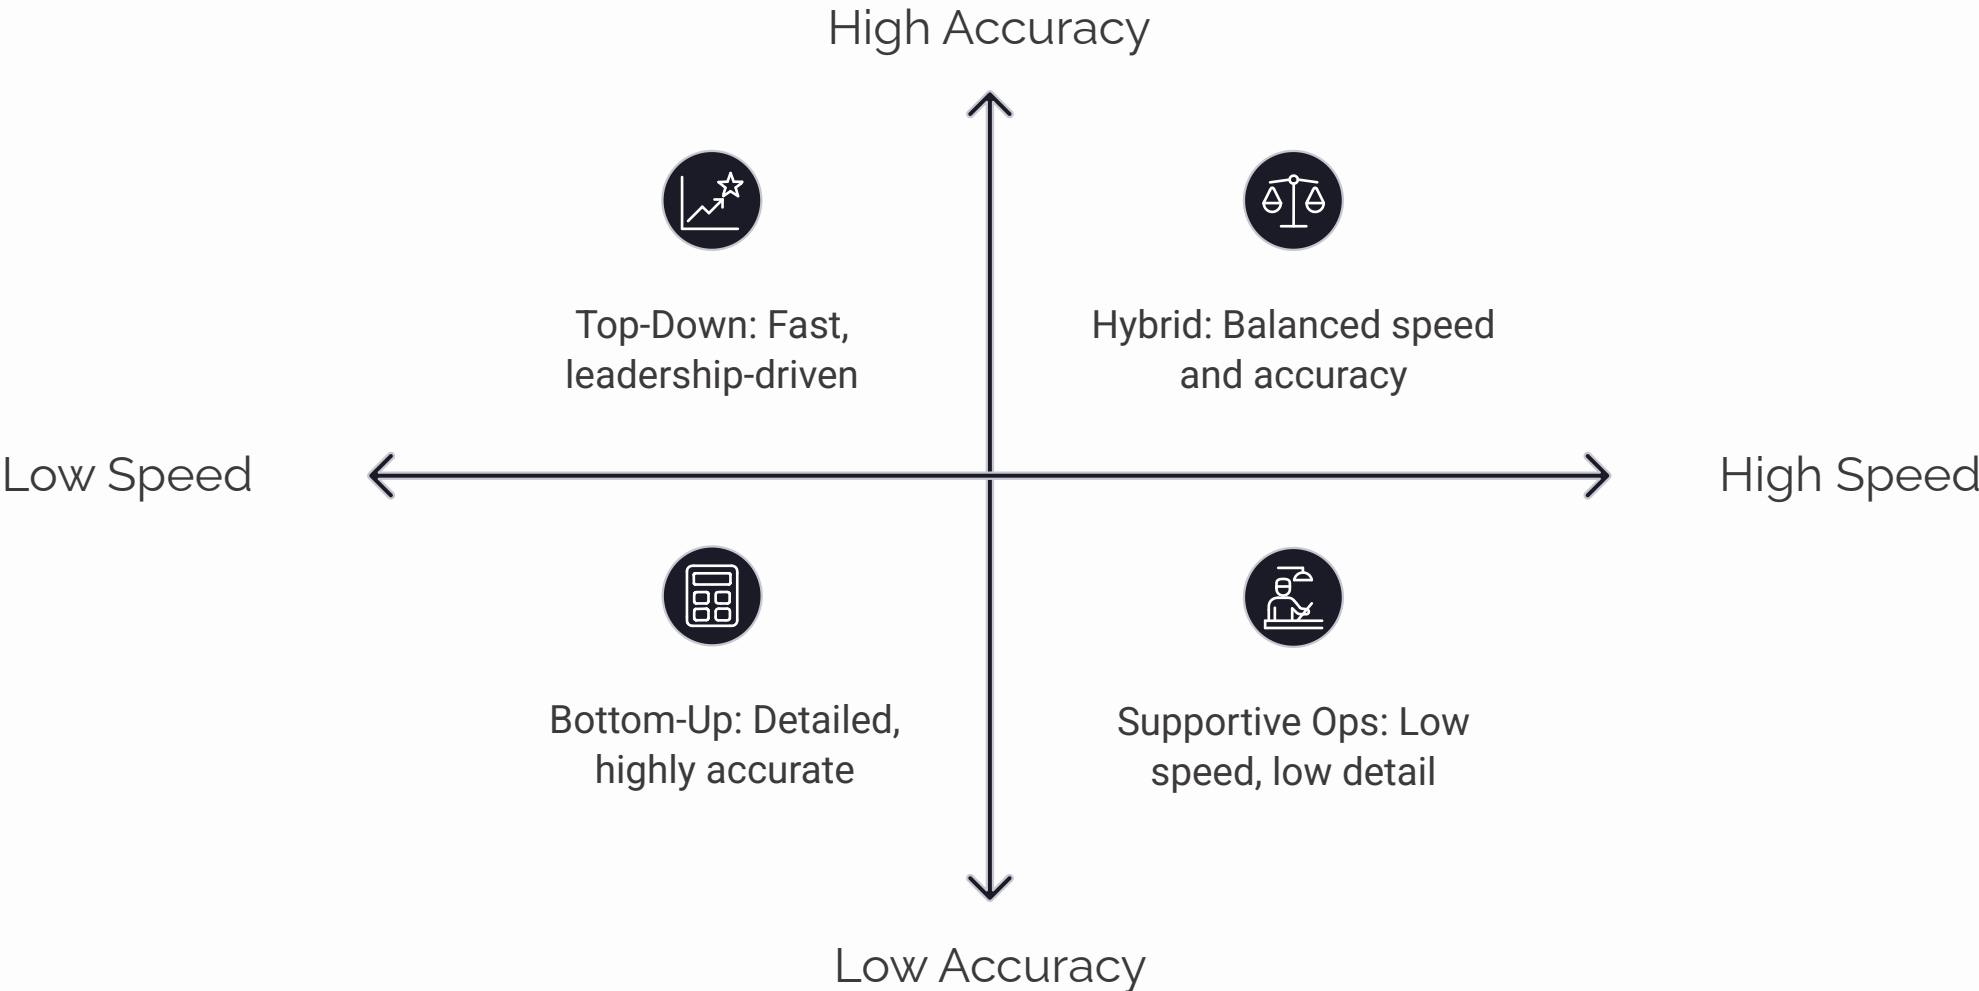 High Accuracy
Top-Down: Fast,
leadership-driven
Hybrid: Balanced speed
and accuracy
Low Speed
High Speed
Bottom-Up: Detailed,
highly accurate
Supportive Ops: Low
speed, low detail
Low Accuracy